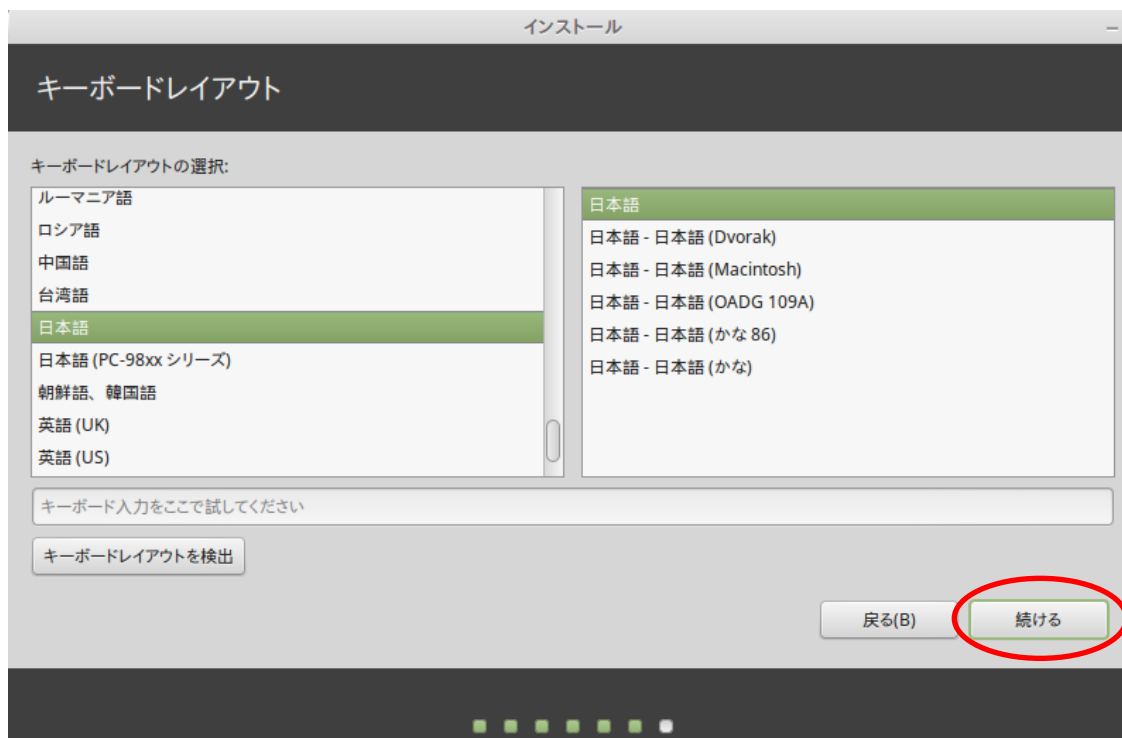 インストール
キーボードレイアウト
キーボードレイアウトの選択:
ルーマニア語
ロシア語
中国語
台湾語
日本語
日本語 (PC-98xx シリーズ)
朝鮮語、韓国語
英語 (UK)
英語 (US)
日本語
日本語 - 日本語 (Dvorak)
日本語 - 日本語 (Macintosh)
日本語 - 日本語 (OADG 109A)
日本語 - 日本語 (かな 86)
日本語 - 日本語 (かな)
キーボード入力をここで試してください
キーボードレイアウトを検出
戻る(B) 続ける